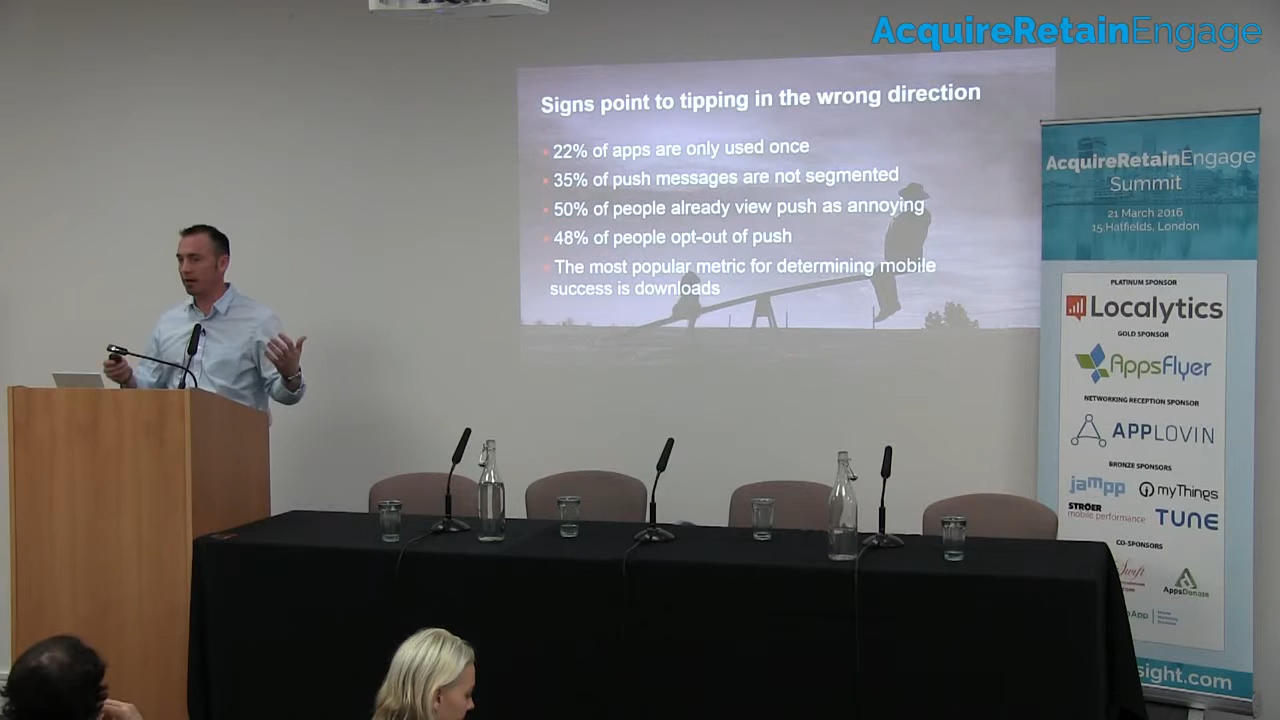 AcquireRetainEngage
Signs point to tipping in the wrong direction
22% of apps are only used once
35% of push messages are not segmented
50% of people already view push as annoying
48% of people opt-out of push
The most popular metric for determining mobile
success is downloads
AcquireRetainEngage
Summit
21 March 2016
15 Hatfields, London
PLATINUM SPONSOR
Localytics
GOLD SPONSOR
AppsFlyer
NETWORKING RECEPTION SPONSOR
APPLOVIN
BRONZE SPONSORS
jampp
myThings
STRÖER
mobile performance
TUNE
CO-SPONSORS
Swift
AppsDonate
sight.com